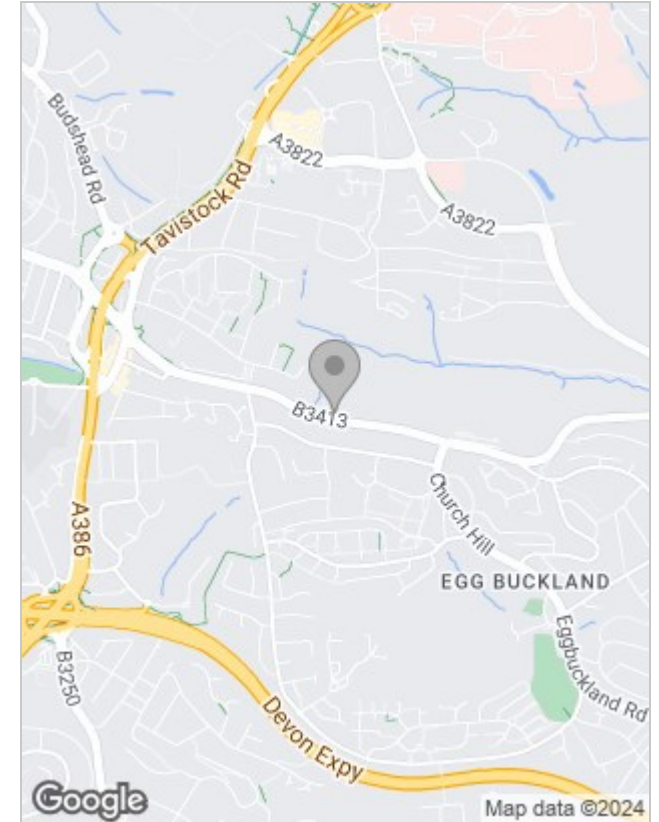 Budshead Rd
A3822
Tavistock Rd
A3822
B3413
Church Hill
A386
EGG BUCKLAND
Eggbuckland Rd
B3250
Devon Expy
Google
Map data ©2024